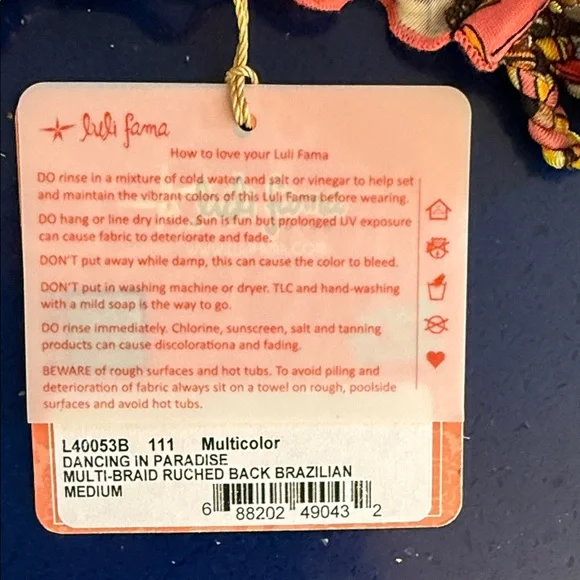 luli fama
How to love your Luli Fama
DO rinse in a mixture of cold water and salt or vinegar to help set
and maintain the vibrant colors of this Luli Fama before wearing.
DO hang or line dry inside. Sun is fun but prolonged UV exposure
can cause fabric to deteriorate and fade.
DON'T put away while damp, this can cause the color to bleed.
DON'T put in washing machine or dryer. TLC and hand-washing
with a mild soap is the way to go.
DO rinse immediately. Chlorine, sunscreen, salt and tanning
products can cause discolorationa and fading.
BEWARE of rough surfaces and hot tubs. To avoid piling and
deterioration of fabric always sit on a towel on rough, poolside
surfaces and avoid hot tubs.
L40053B 111 Multicolor
DANCING IN PARADISE
MULTI-BRAID RUCHED BACK BRAZILIAN
MEDIUM
6 88202 49043 2